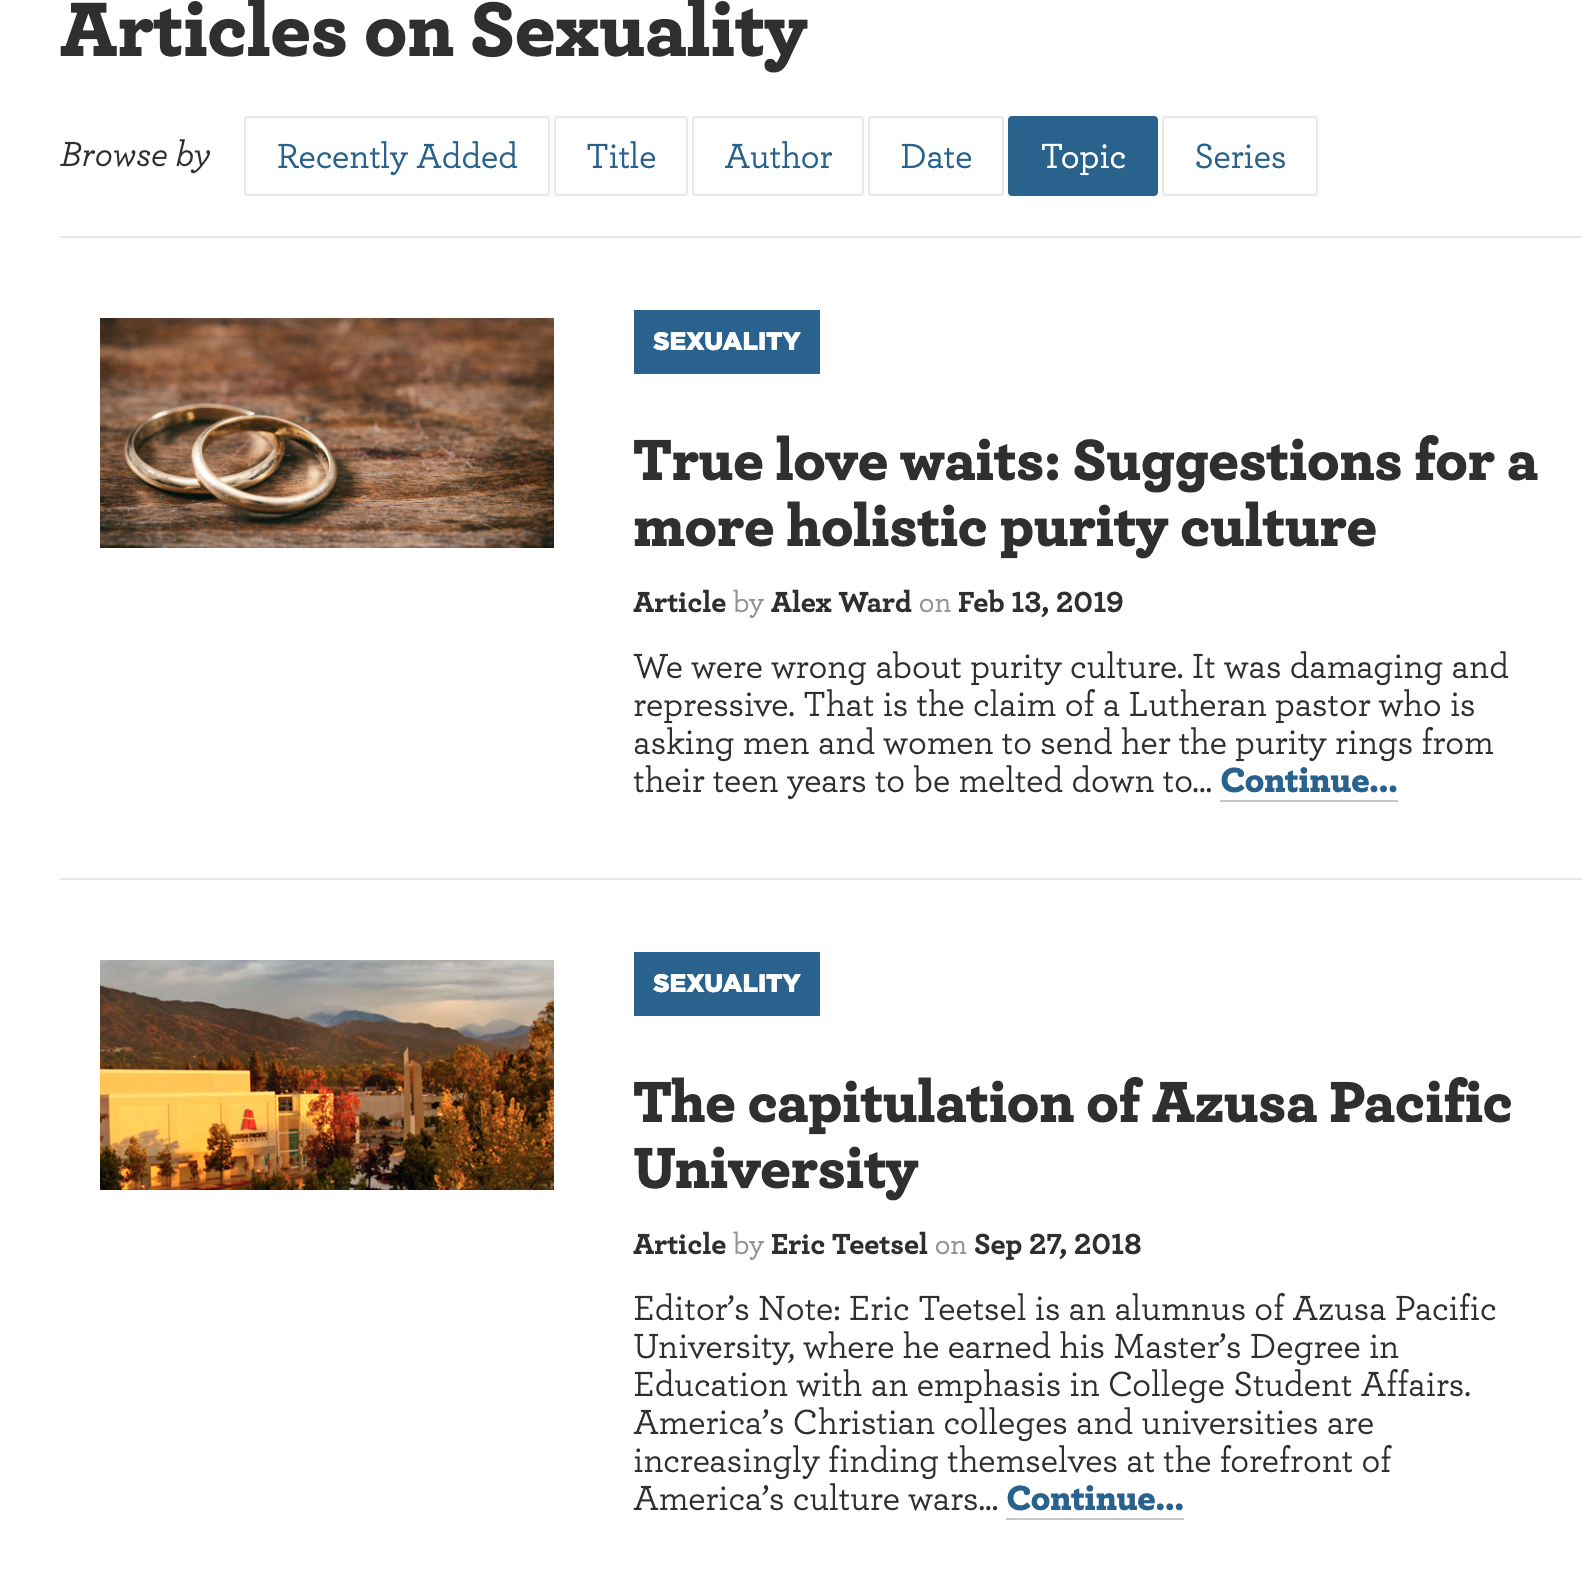 Articles on Sexuality
Browse by Recently Added Title Author Date Topic Series
SEXUALITY
True love waits: Suggestions for a
more holistic purity culture
Article by Alex Ward on Feb 13, 2019
We were wrong about purity culture. It was damaging and
repressive. That is the claim of a Lutheran pastor who is
asking men and women to send her the purity rings from
their teen years to be melted down to... Continue...
SEXUALITY
The capitulation of Azusa Pacific
University
Article by Eric Teetsel on Sep 27, 2018
Editor’s Note: Eric Teetsel is an alumnus of Azusa Pacific
University, where he earned his Master’s Degree in
Education with an emphasis in College Student Affairs.
America’s Christian colleges and universities are
increasingly finding themselves at the forefront of
America’s culture wars... Continue...